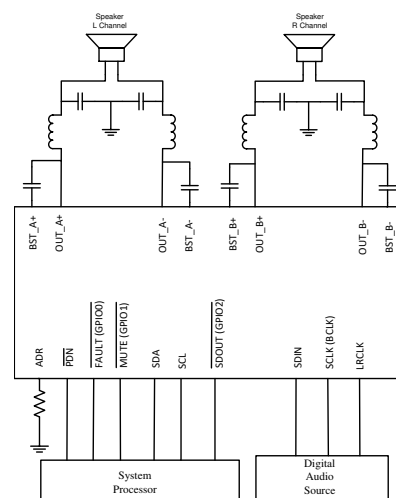 Speaker
L Channel
Speaker
R Channel
BST_A+
OUT_A+
OUT_A-
BST_A-
BST_B+
OUT_B+
OUT_B-
BST_B-
ADR
PDN
FAULT (GPIO0)
MUTE (GPIO1)
SDA
SCL
SDOUT (GPIO2)
SDIN
SCLK (BCLK)
LRCLK
System
Processor
Digital
Audio
Source